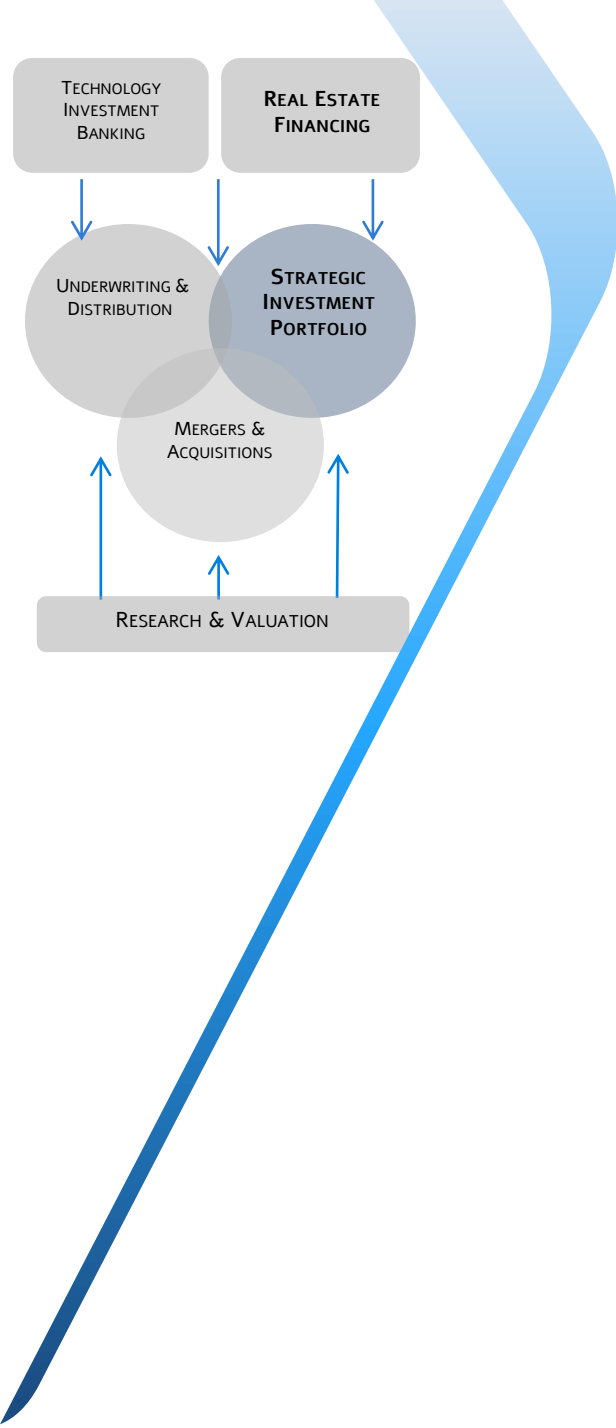 Technology
Investment
Banking
Real Estate
Financing
Underwriting &
Distribution
Strategic
Investment
Portfolio
Mergers &
Acquisitions
Research & Valuation